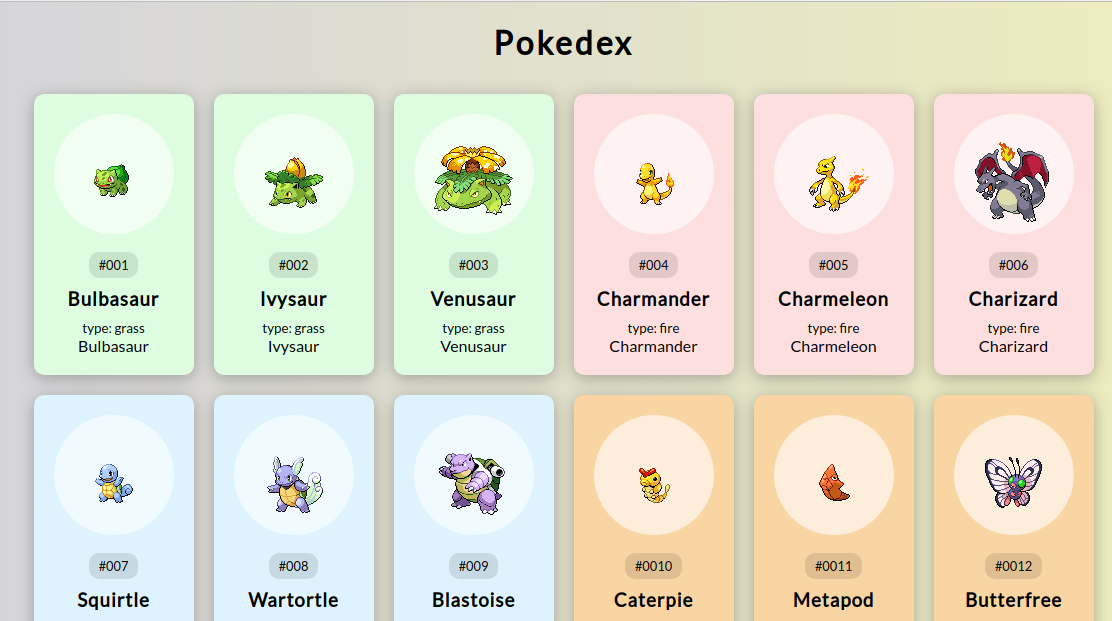 Pokedex
#001 #002 #003 #004 #005 #006
Bulbasaur Ivysaur Venusaur Charmander Charmeleon Charizard
type: grass type: grass type: grass type: fire type: fire type: fire
Bulbasaur Ivysaur Venusaur Charmander Charmeleon Charizard
#007 #008 #009 #0010 #0011 #0012
Squirtle Wartortle Blastoise Caterpie Metapod Butterfree